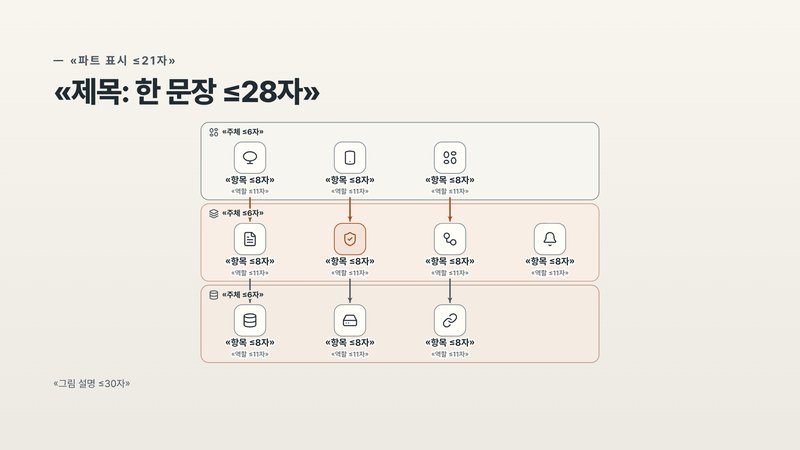 — «파트 표시 ≤21자»
«제목: 한 문장 ≤28자»
«주체 ≤6자»
«항목 ≤8자» «항목 ≤8자» «항목 ≤8자»
«역할 ≤11자» «역할 ≤11자» «역할 ≤11자»
«주체 ≤6자»
«항목 ≤8자» «항목 ≤8자» «항목 ≤8자» «항목 ≤8자»
«역할 ≤11자» «역할 ≤11자» «역할 ≤11자» «역할 ≤11자»
«주체 ≤6자»
«항목 ≤8자» «항목 ≤8자» «항목 ≤8자»
«역할 ≤11자» «역할 ≤11자» «역할 ≤11자»
«그림 설명 ≤30자»